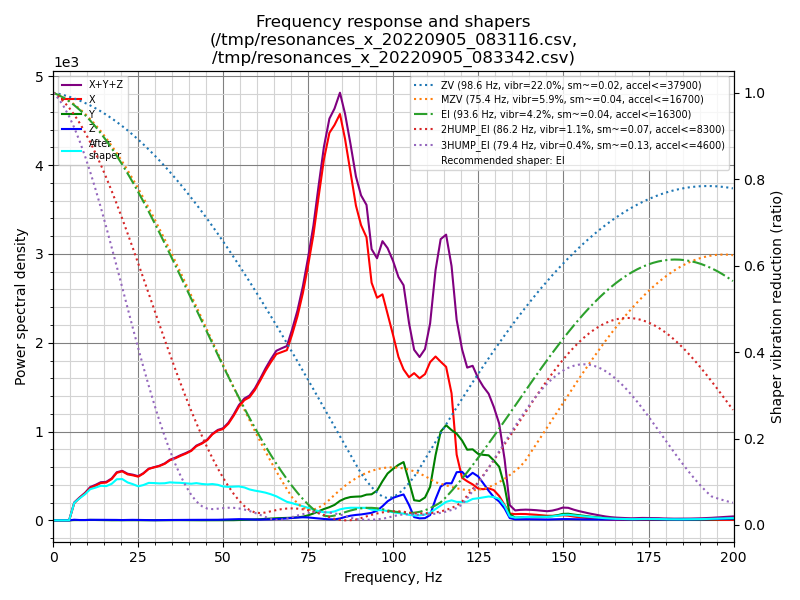 Frequency response and shapers
(/tmp/resonances_x_20220905_083116.csv,
/tmp/resonances_x_20220905_083342.csv)
1e3
5
4
3
2
1
0
Power spectral density
X+Y+Z
X
Y
Z
After
shaper
ZV (98.6 Hz, vibr=22.0%, sm~=0.02, accel<=37900)
MZV (75.4 Hz, vibr=5.9%, sm~=0.04, accel<=16700)
EI (93.6 Hz, vibr=4.2%, sm~=0.04, accel<=16300)
2HUMP_EI (86.2 Hz, vibr=1.1%, sm~=0.07, accel<=8300)
3HUMP_EI (79.4 Hz, vibr=0.4%, sm~=0.13, accel<=4600)
Recommended shaper: EI
1.0
0.8
0.6
0.4
0.2
0.0
Shaper vibration reduction (ratio)
0 25 50 75 100 125 150 175 200
Frequency, Hz